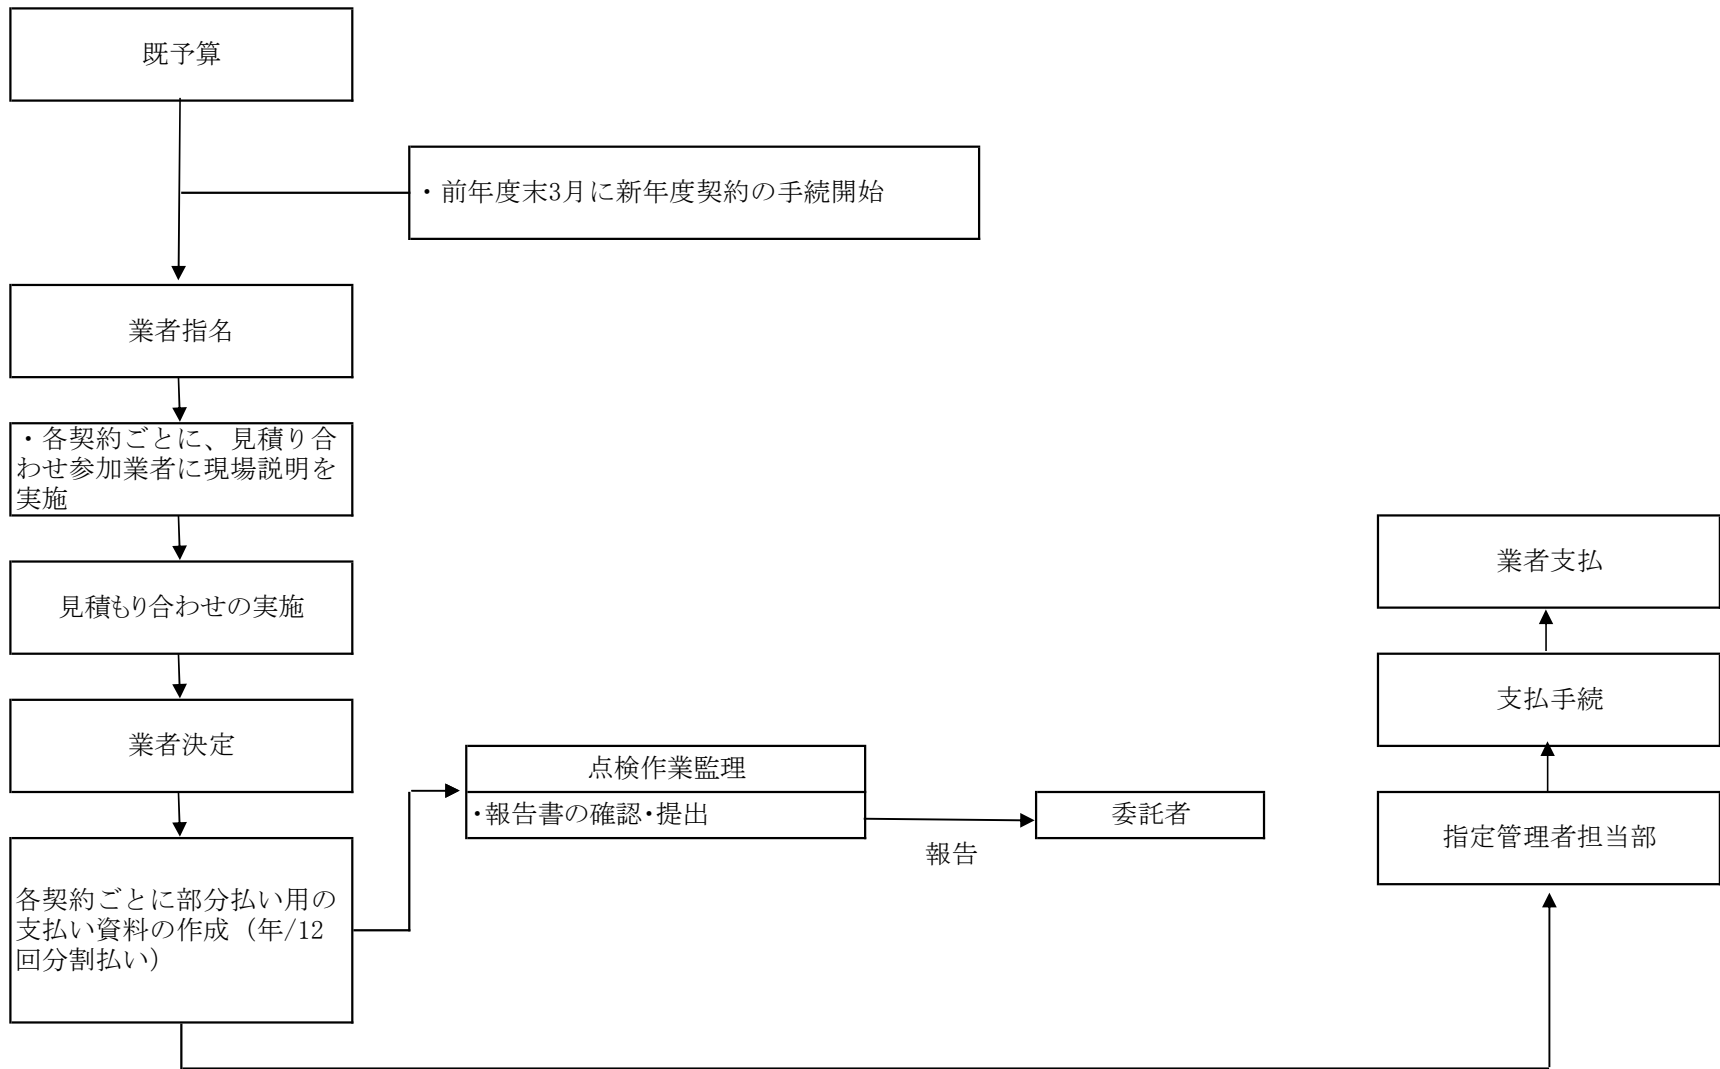 既予算
・前年度末3月に新年度契約の手続開始
業者指名
・各契約ごとに、見積り合
わせ参加業者に現場説明を
実施
見積もり合わせの実施
業者決定
各契約ごとに部分払い用の
支払い資料の作成（年/12
回分割払い）
点検作業監理
・報告書の確認・提出
報告
委託者
業者支払
支払手続
指定管理者担当部